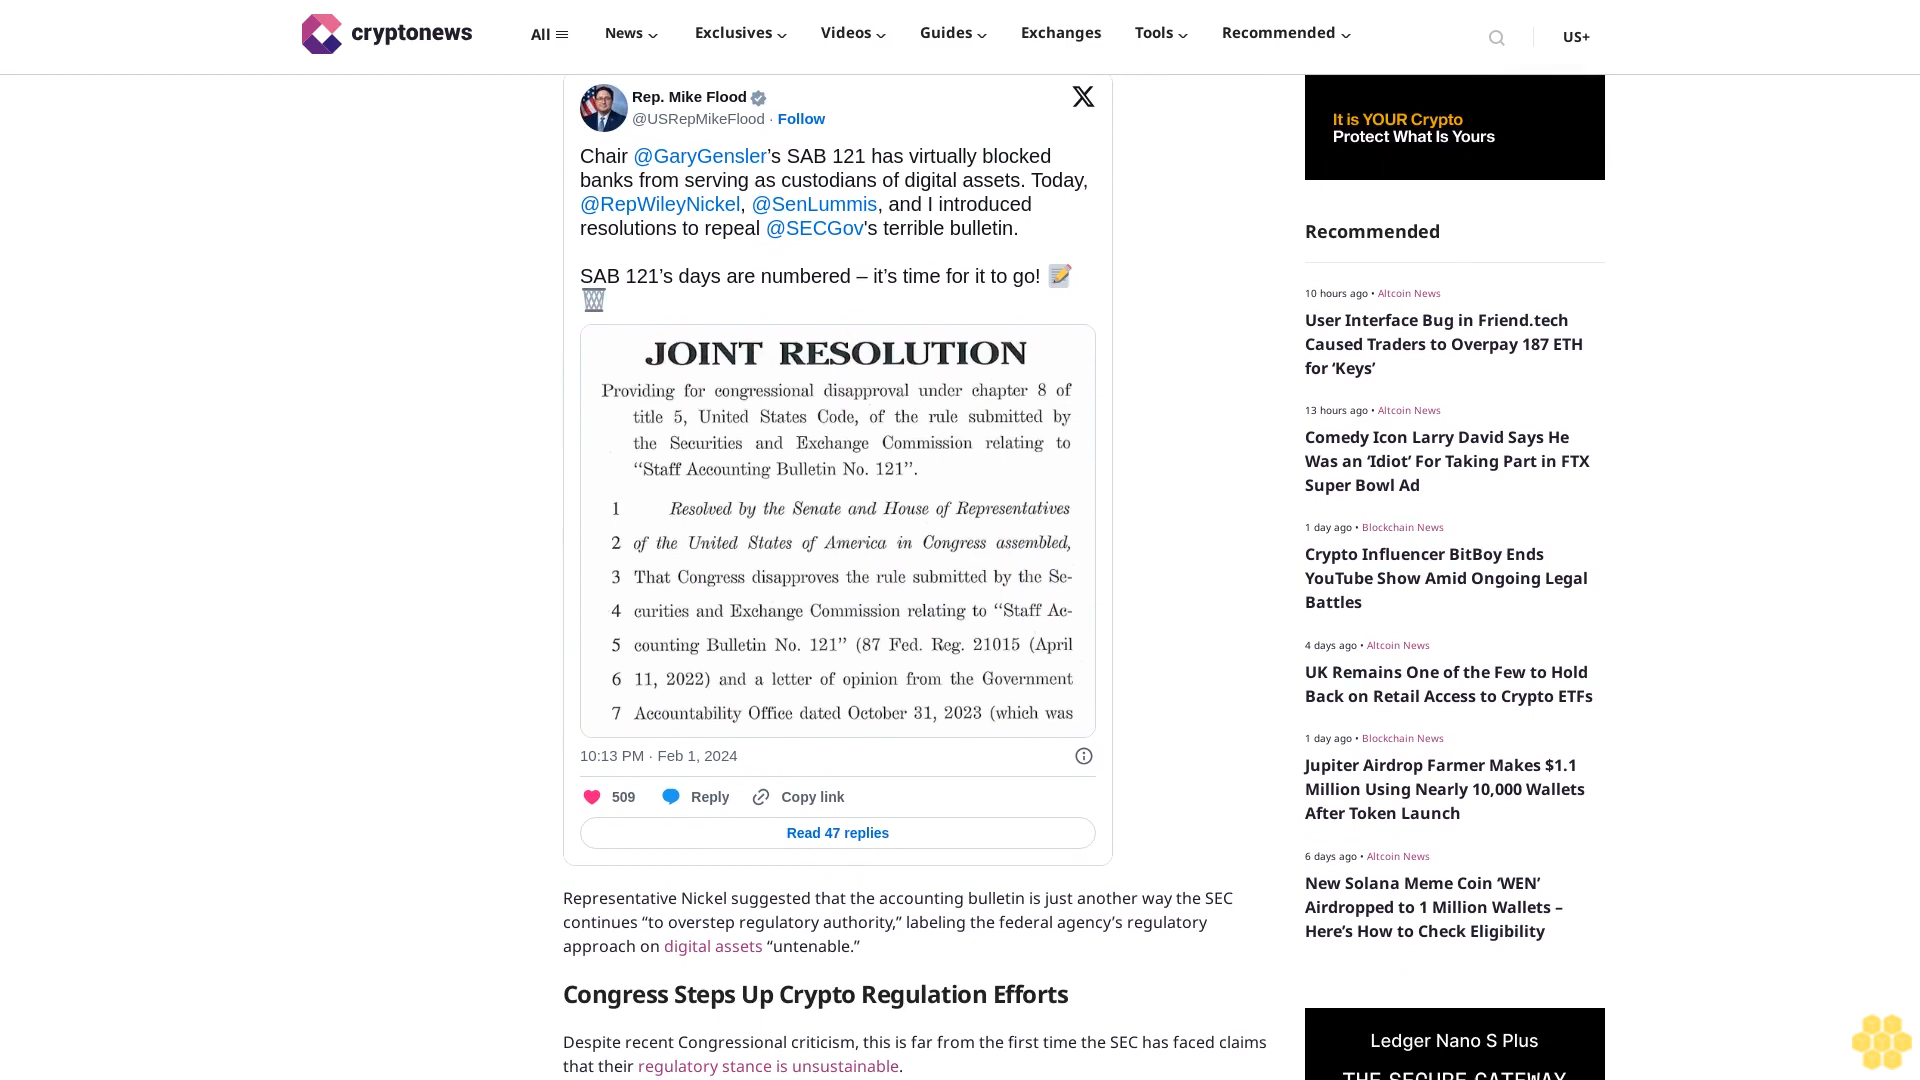 cryptonews
All
News
Exclusives
Videos
Guides
Exchanges
Tools
Recommended
US+
Rep. Mike Flood
@USRepMikeFlood · Follow
Chair @GaryGensler’s SAB 121 has virtually blocked
banks from serving as custodians of digital assets. Today,
@RepWileyNickel, @SenLummis, and I introduced
resolutions to repeal @SECGov's terrible bulletin.
SAB 121’s days are numbered – it’s time for it to go!
JOINT RESOLUTION
Providing for congressional disapproval under chapter 8 of
title 5, United States Code, of the rule submitted by
the Securities and Exchange Commission relating to
“Staff Accounting Bulletin No. 121”.
1 Resolved by the Senate and House of Representatives
2 of the United States of America in Congress assembled,
3 That Congress disapproves the rule submitted by the Se-
4 curities and Exchange Commission relating to “Staff Ac-
5 counting Bulletin No. 121” (87 Fed. Reg. 21015 (April
6 11, 2022) and a letter of opinion from the Government
7 Accountability Office dated October 31, 2023 (which was
10:13 PM · Feb 1, 2024
509 Reply Copy link
Read 47 replies
Representative Nickel suggested that the accounting bulletin is just another way the SEC
continues “to overstep regulatory authority,” labeling the federal agency’s regulatory
approach on digital assets “untenable.”
Congress Steps Up Crypto Regulation Efforts
Despite recent Congressional criticism, this is far from the first time the SEC has faced claims
that their regulatory stance is unsustainable.
It is YOUR Crypto
Protect What Is Yours
Recommended
10 hours ago • Altcoin News
User Interface Bug in Friend.tech
Caused Traders to Overpay 187 ETH
for ‘Keys’
13 hours ago • Altcoin News
Comedy Icon Larry David Says He
Was an ‘Idiot’ For Taking Part in FTX
Super Bowl Ad
1 day ago • Blockchain News
Crypto Influencer BitBoy Ends
YouTube Show Amid Ongoing Legal
Battles
4 days ago • Altcoin News
UK Remains One of the Few to Hold
Back on Retail Access to Crypto ETFs
1 day ago • Blockchain News
Jupiter Airdrop Farmer Makes $1.1
Million Using Nearly 10,000 Wallets
After Token Launch
6 days ago • Altcoin News
New Solana Meme Coin ‘WEN’
Airdropped to 1 Million Wallets –
Here’s How to Check Eligibility
Ledger Nano S Plus
THE SECURE GATEWAY